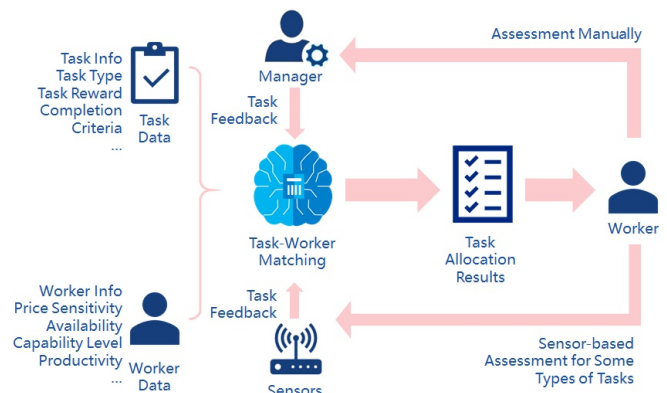 Task Info
Task Type
Task Reward
Completion
Criteria
...
Task
Data
Manager
Task
Feedback
Assessment Manually
Task-Worker
Matching
Task
Allocation
Results
Worker
Worker Info
Price Sensitivity
Availability
Capability Level
Productivity
...
Worker
Data
Task
Feedback
Sensors
Sensor-based
Assessment for Some
Types of Tasks